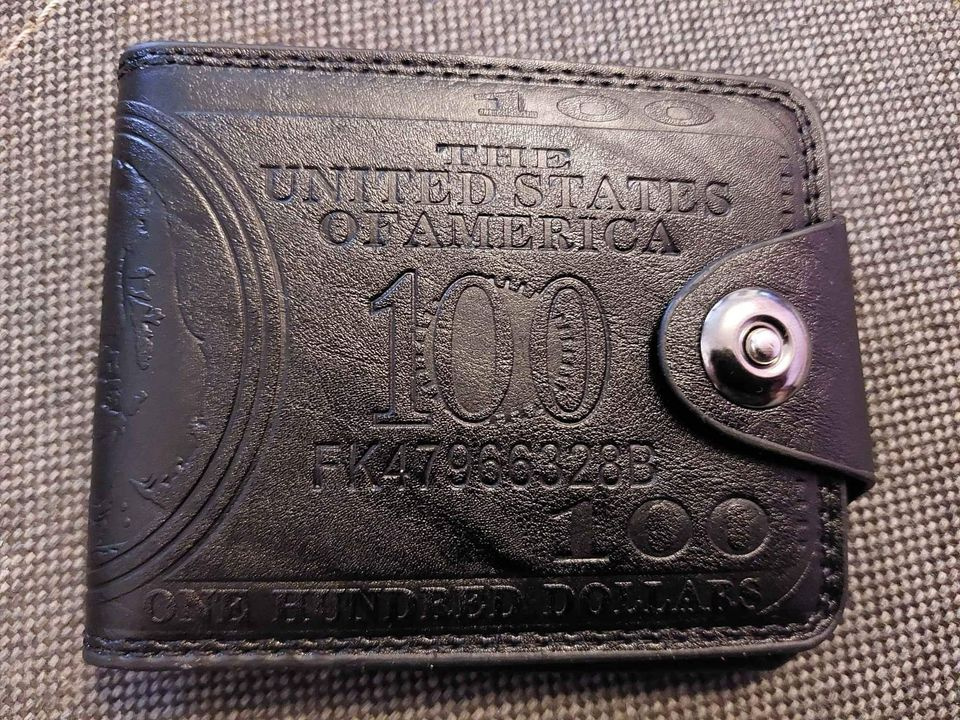 100
THE
UNITED STATES
OF AMERICA
100
FK47966328B
100
ONE HUNDRED DOLLARS